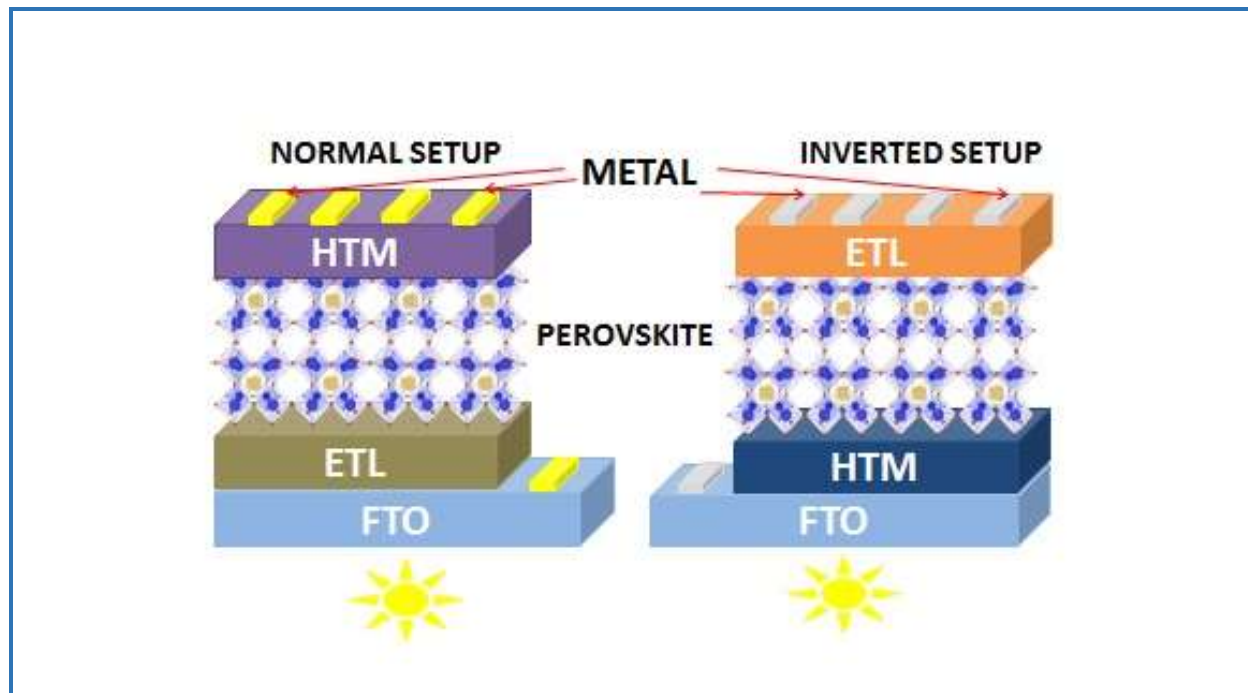 NORMAL SETUP
METAL
INVERTED SETUP
HTM
ETL
PEROVSKITE
ETL
HTM
FTO
FTO